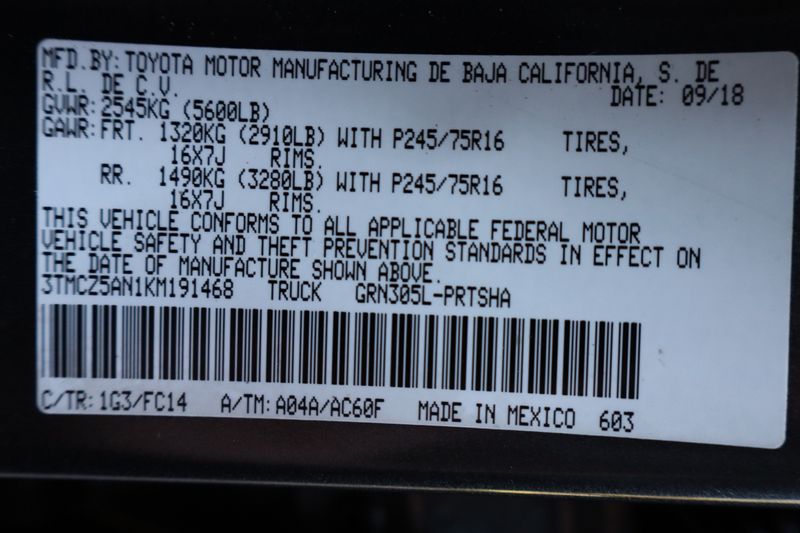 MFD.BY: TOYOTA MOTOR MANUFACTURING DE BAJA CALIFORNIA, S. DE
R.L. DE C.V. DATE: 09/18
GVWR: 2545KG (5600LB)
GAWR: FRT. 1320KG (2910LB) WITH P245/75R16 TIRES,
16X7J RIMS.
RR. 1490KG (3280LB) WITH P245/75R16 TIRES,
16X7J RIMS.
THIS VEHICLE CONFORMS TO ALL APPLICABLE FEDERAL MOTOR
VEHICLE SAFETY AND THEFT PREVENTION STANDARDS IN EFFECT ON
THE DATE OF MANUFACTURE SHOWN ABOVE.
3TMCZ5AN1KM191468 TRUCK GRN305L-PRTSHA
C/TR: 1G3/FC14 A/TM: A04A/AC60F MADE IN MEXICO 603